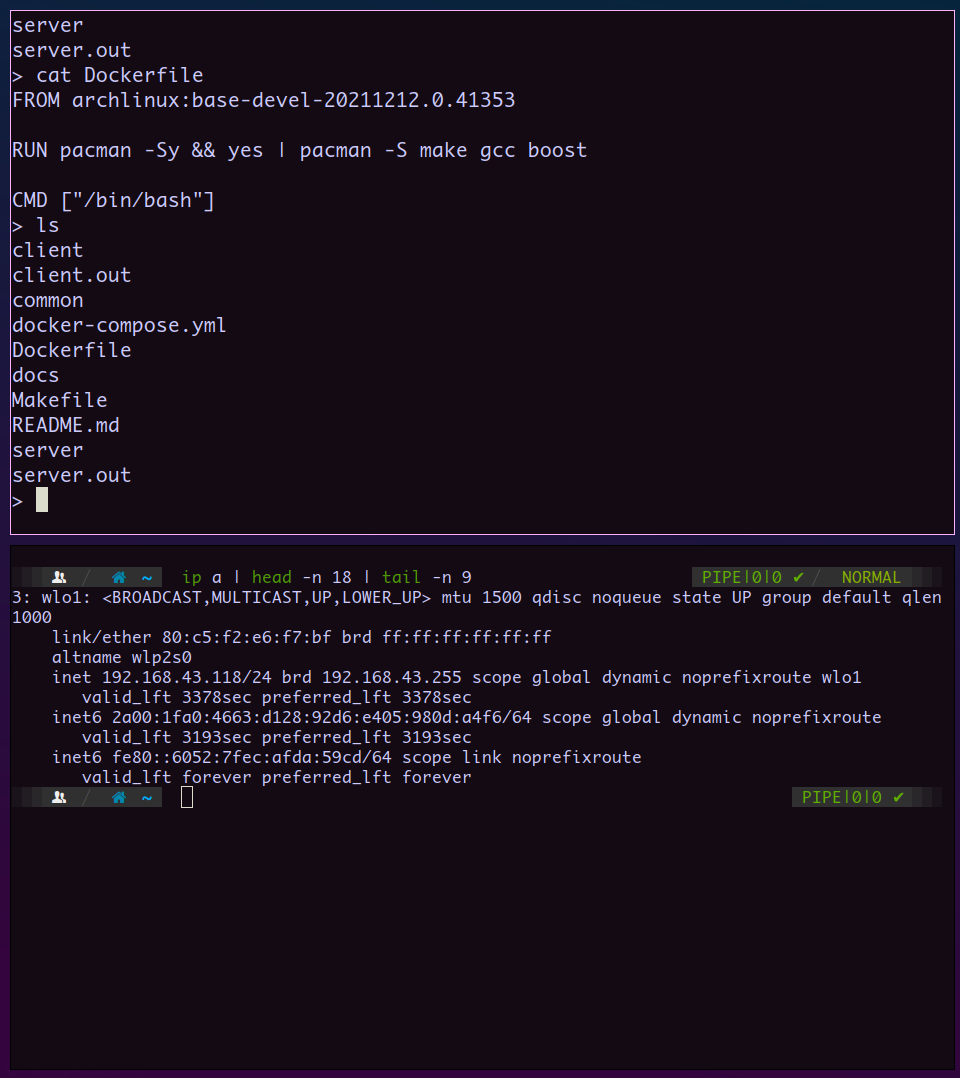 server
server.out
> cat Dockerfile
FROM archlinux:base-devel-20211212.0.41353
RUN pacman -Sy && yes | pacman -S make gcc boost
CMD ["/bin/bash"]
> ls
client
client.out
common
docker-compose.yml
Dockerfile
docs
Makefile
README.md
server
server.out
>
/ ~ ip a | head -n 18 | tail -n 9 PIPE|0|0 ✔ / NORMAL
3: wlo1: <BROADCAST,MULTICAST,UP,LOWER_UP> mtu 1500 qdisc noqueue state UP group default qlen
1000
link/ether 80:c5:f2:e6:f7:bf brd ff:ff:ff:ff:ff:ff
altname wlp2s0
inet 192.168.43.118/24 brd 192.168.43.255 scope global dynamic noprefixroute wlo1
valid_lft 3378sec preferred_lft 3378sec
inet6 2a00:1fa0:4663:d128:92d6:e405:980d:a4f6/64 scope global dynamic noprefixroute
valid_lft 3193sec preferred_lft 3193sec
inet6 fe80::6052:7fec:afda:59cd/64 scope link noprefixroute
valid_lft forever preferred_lft forever
/ ~ PIPE|0|0 ✔